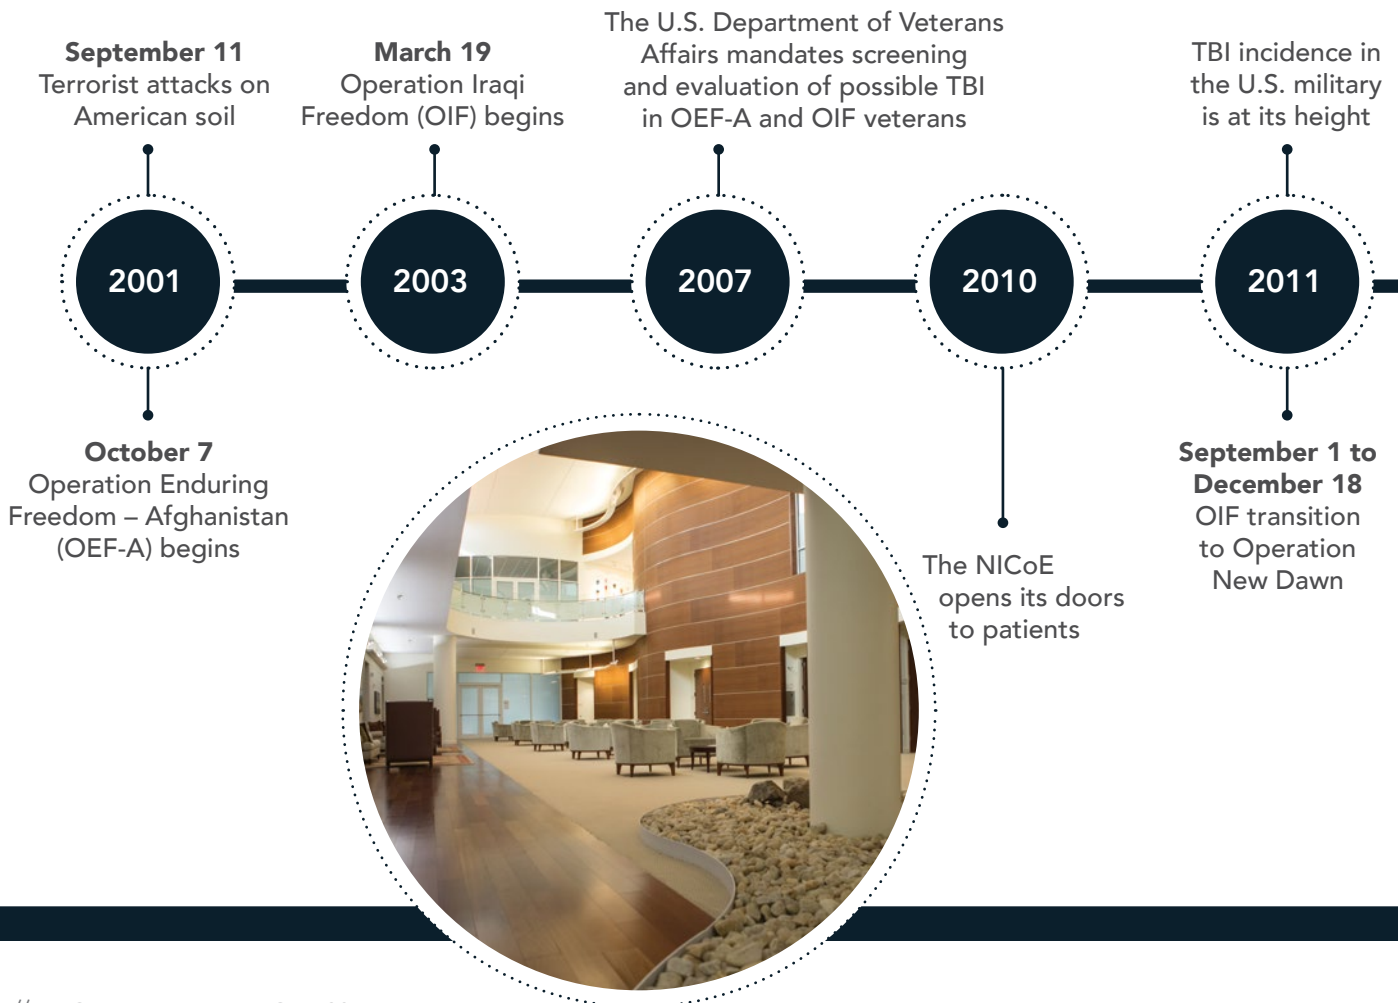 September 11
Terrorist attacks on
American soil
March 19
Operation Iraqi
Freedom (OIF) begins
The U.S. Department of Veterans
Affairs mandates screening
and evaluation of possible TBI
in OEF-A and OIF veterans
TBI incidence in
the U.S. military
is at its height
2001
2003
2007
2010
2011
October 7
Operation Enduring
Freedom – Afghanistan
(OEF-A) begins
The NICoE
opens its doors
to patients
September 1 to
December 18
OIF transition
to Operation
New Dawn